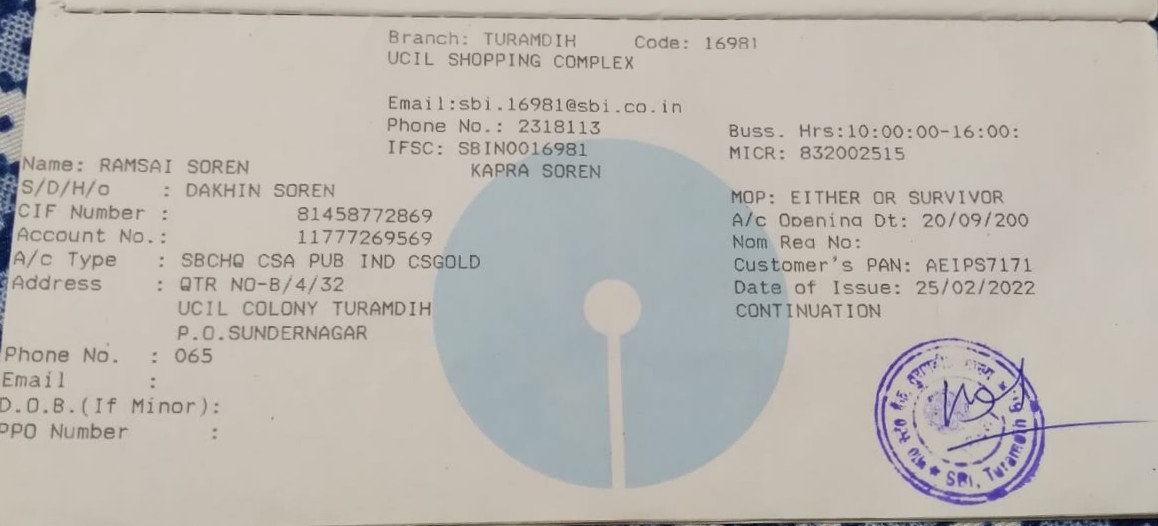 Branch: TURAMDIH Code: 16981
UCIL SHOPPING COMPLEX
Email:sbi.16981@sbi.co.in
Phone No.: 2318113
IFSC: SBIN0016981
Buss. Hrs:10:00:00-16:00:
MICR: 832002515
Name: RAMSAI SOREN KAPRA SOREN
S/D/H/o : DAKHIN SOREN
CIF Number : 81458772869
Account No.: 11777269569
A/c Type : SBCHQ CSA PUB IND CSGOLD
Address : QTR NO-B/4/32
UCIL COLONY TURAMDIH
P.O.SUNDERNAGAR
Phone No. : 065
Email :
D.O.B.(If Minor):
PPO Number :
MOP: EITHER OR SURVIVOR
A/c Opening Dt: 20/09/200
Nom Reg No:
Customer's PAN: AEIPS7171
Date of Issue: 25/02/2022
CONTINUATION
SBI, Turamdih